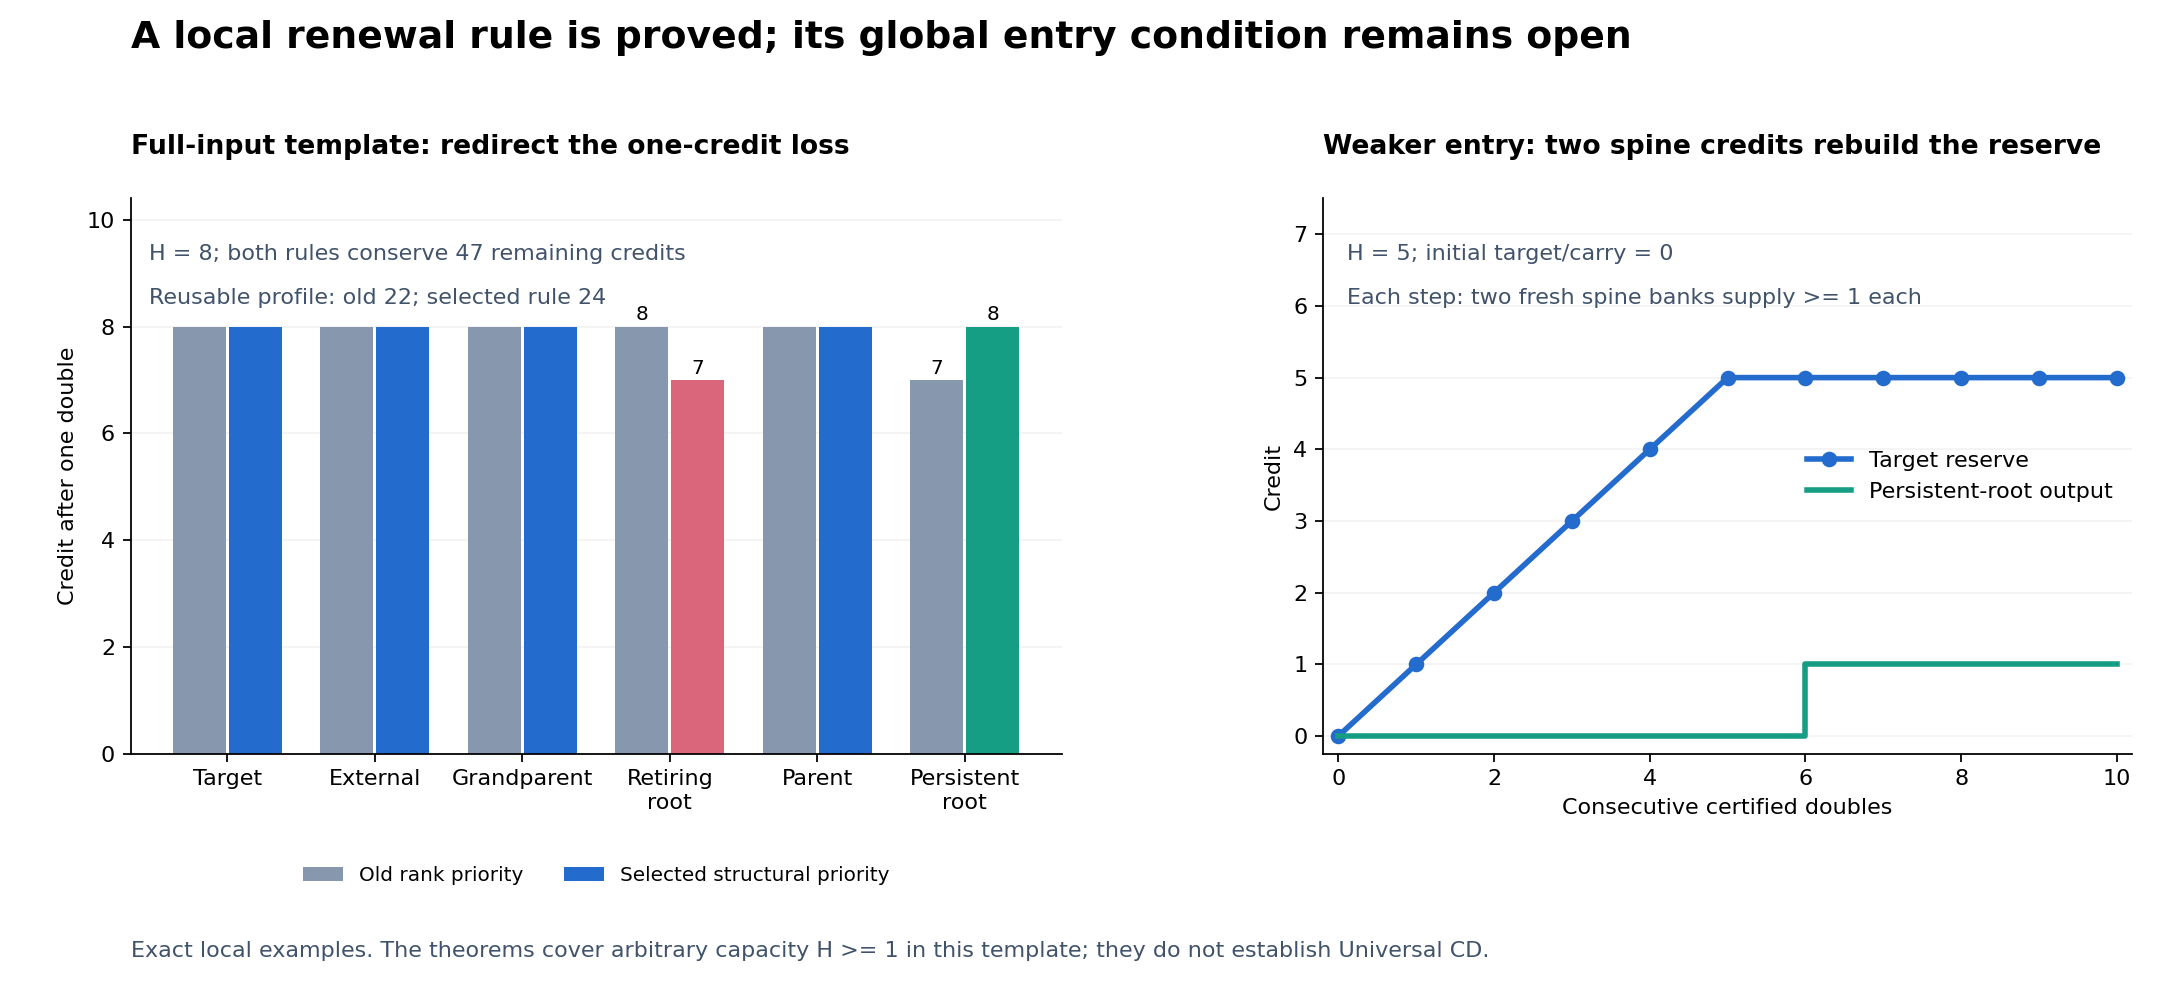 A local renewal rule is proved; its global entry condition remains open
Full-input template: redirect the one-credit loss
H = 8; both rules conserve 47 remaining credits
Reusable profile: old 22; selected rule 24
Credit after one double
10
8
6
4
2
0
8
7
7
8
Target
External
Grandparent
Retiring
root
Parent
Persistent
root
Old rank priority
Selected structural priority
Weaker entry: two spine credits rebuild the reserve
H = 5; initial target/carry = 0
Each step: two fresh spine banks supply >= 1 each
Credit
7
6
5
4
3
2
1
0
Target reserve
Persistent-root output
0
2
4
6
8
10
Consecutive certified doubles
Exact local examples. The theorems cover arbitrary capacity H >= 1 in this template; they do not establish Universal CD.